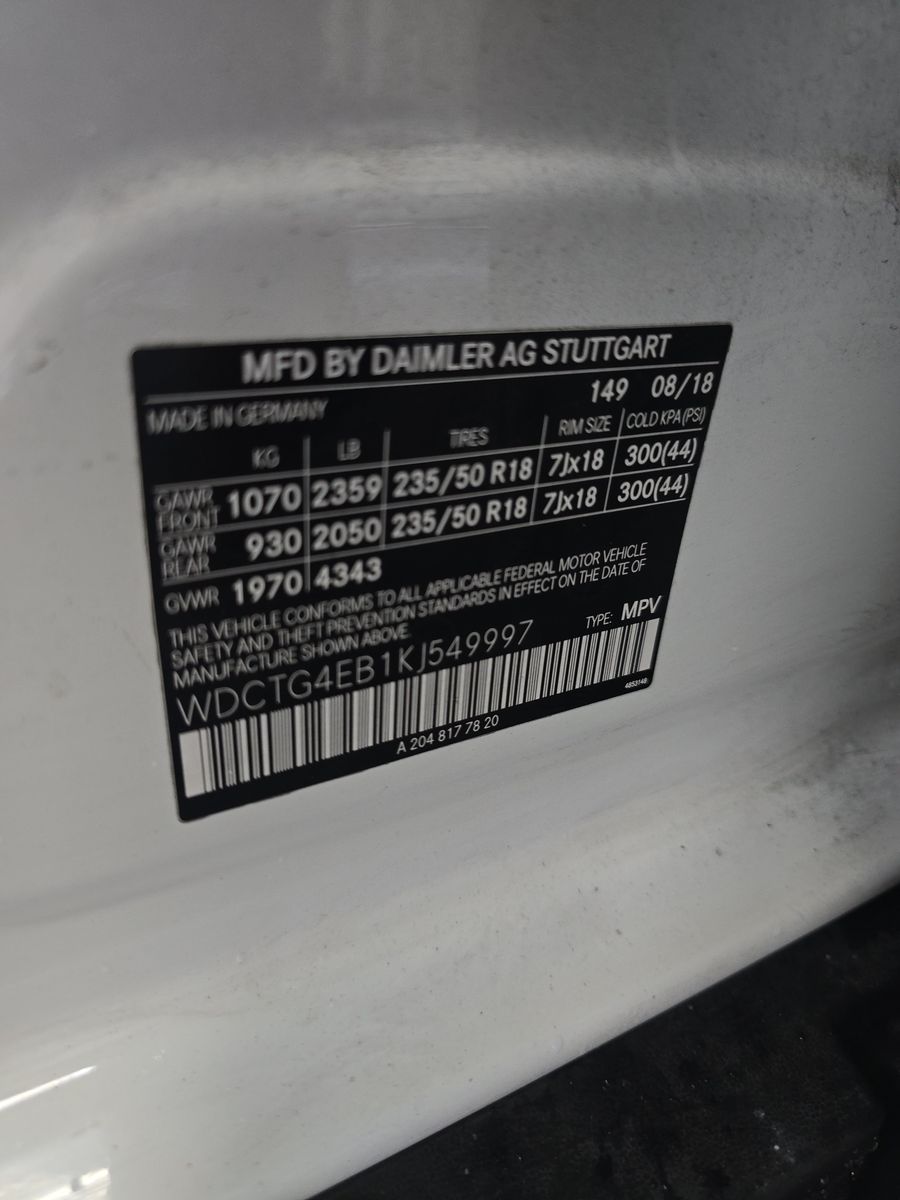 MFD BY DAIMLER AG STUTTGART
MADE IN GERMANY 149 08/18
KG LB TIRES RIM SIZE COLD KPA (PSI)
GAWR FRONT 1070 2359 235/50 R18 7Jx18 300(44)
GAWR REAR 930 2050 235/50 R18 7Jx18 300(44)
GVWR 1970 4343
THIS VEHICLE CONFORMS TO ALL APPLICABLE FEDERAL MOTOR VEHICLE
SAFETY AND THEFT PREVENTION STANDARDS IN EFFECT ON THE DATE OF
MANUFACTURE SHOWN ABOVE.
WDCTG4EB1KJ549997 TYPE: MPV
A 204 817 78 20 4853148